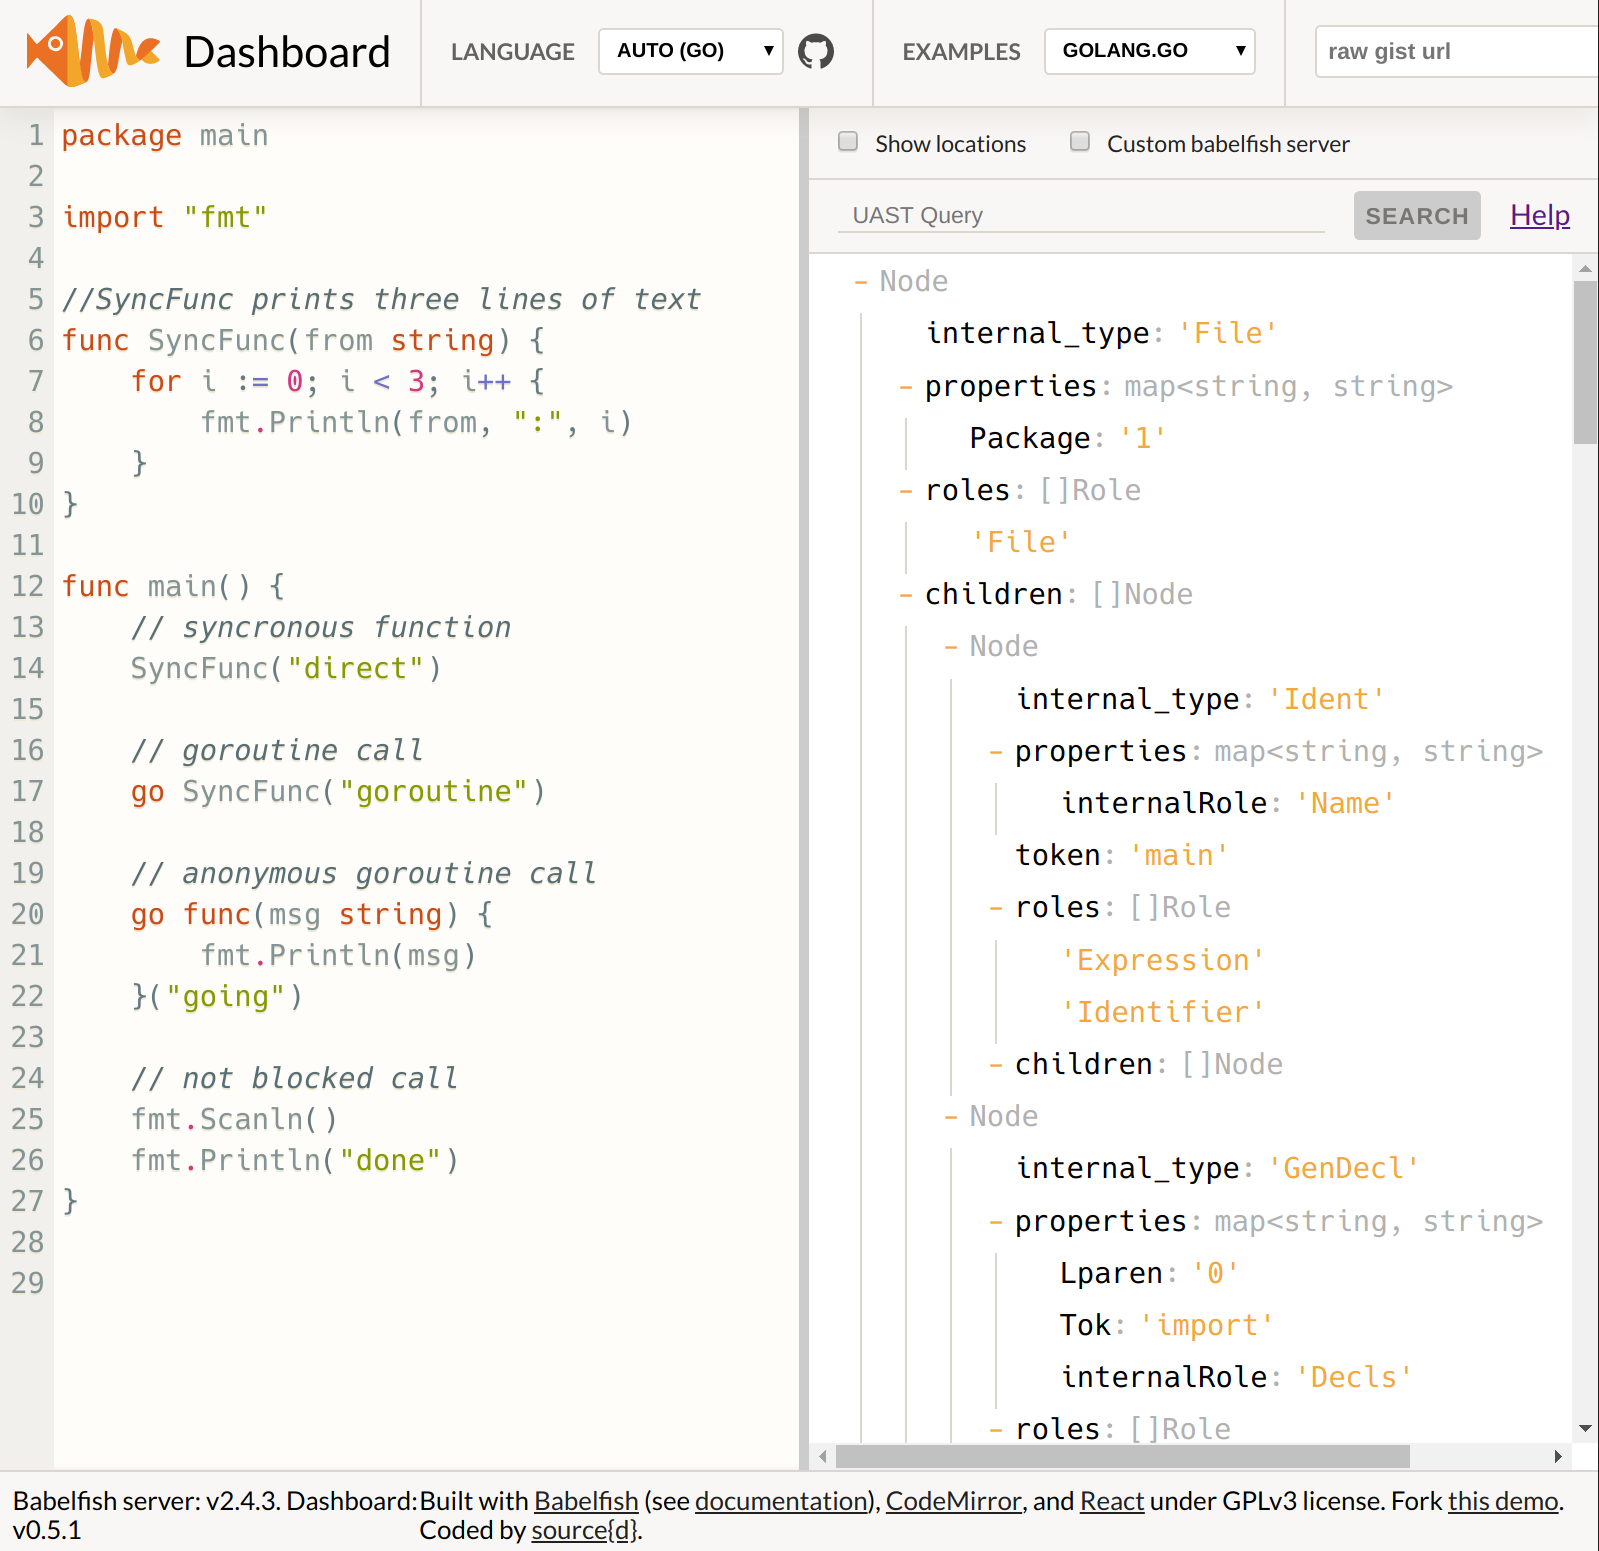 Dashboard LANGUAGE AUTO (GO) EXAMPLES GOLANG.GO raw gist url
1 package main
2
3 import "fmt"
4
5 //SyncFunc prints three lines of text
6 func SyncFunc(from string) {
7     for i := 0; i < 3; i++ {
8         fmt.Println(from, ":", i)
9     }
10 }
11
12 func main() {
13     // syncronous function
14     SyncFunc("direct")
15
16     // goroutine call
17     go SyncFunc("goroutine")
18
19     // anonymous goroutine call
20     go func(msg string) {
21         fmt.Println(msg)
22     }("going")
23
24     // not blocked call
25     fmt.Scanln()
26     fmt.Println("done")
27 }
28
29
Show locations Custom babelfish server
UAST Query SEARCH Help
- Node
internal_type: 'File'
- properties: map<string, string>
Package: '1'
- roles: []Role
'File'
- children: []Node
- Node
internal_type: 'Ident'
- properties: map<string, string>
internalRole: 'Name'
token: 'main'
- roles: []Role
'Expression'
'Identifier'
- children: []Node
- Node
internal_type: 'GenDecl'
- properties: map<string, string>
Lparen: '0'
Tok: 'import'
internalRole: 'Decls'
- roles: []Role
Babelfish server: v2.4.3. Dashboard:
v0.5.1
Built with Babelfish (see documentation), CodeMirror, and React under GPLv3 license. Fork this demo.
Coded by source{d}.